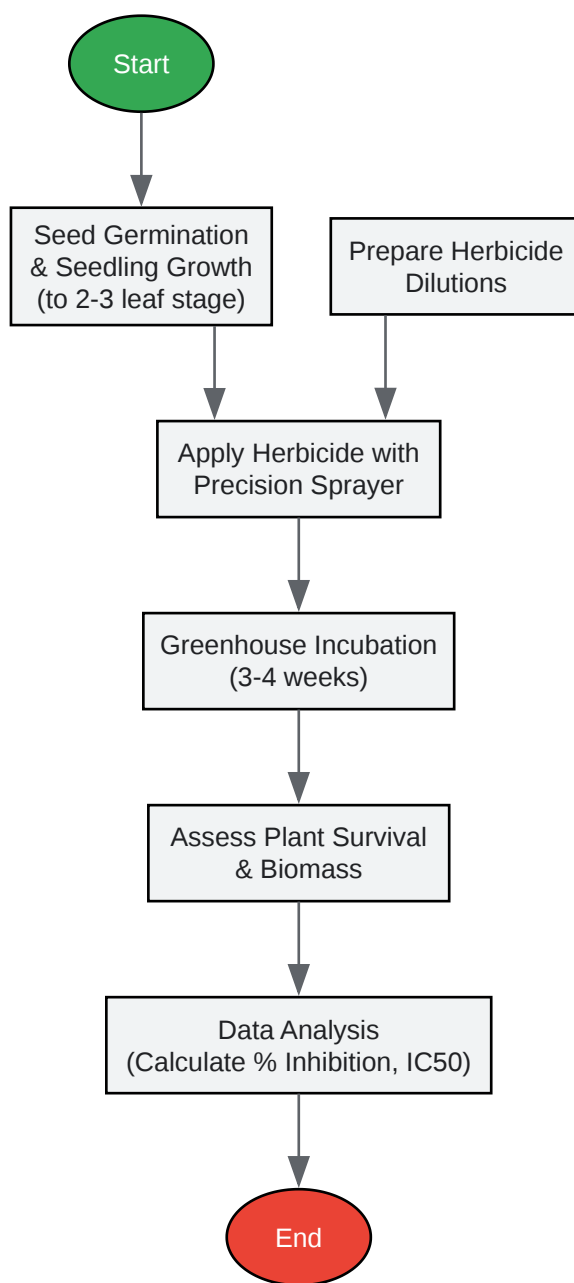 Start
Seed Germination
& Seedling Growth
(to 2-3 leaf stage)
Prepare Herbicide
Dilutions
Apply Herbicide with
Precision Sprayer
Greenhouse Incubation
(3-4 weeks)
Assess Plant Survival
& Biomass
Data Analysis
(Calculate % Inhibition, IC50)
End